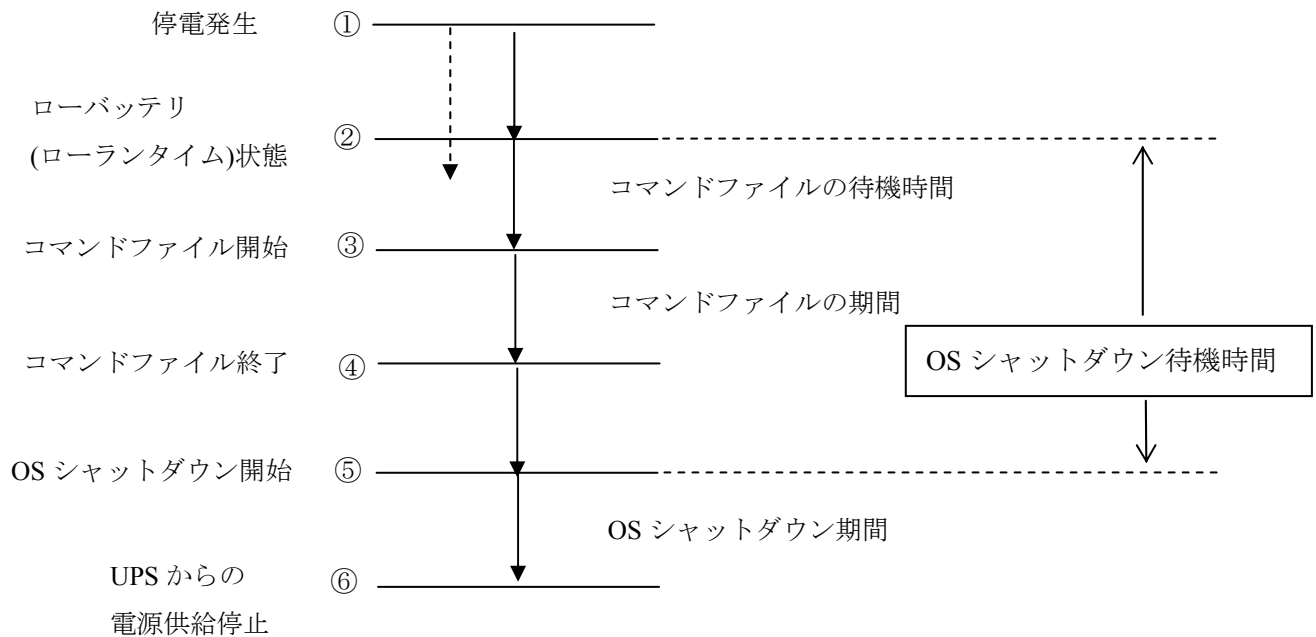 停電発生 ①
ローバッテリ
(ローランタイム)状態 ②
コマンドファイルの待機時間
コマンドファイル開始 ③
コマンドファイルの期間
OS シャットダウン待機時間
コマンドファイル終了 ④
OS シャットダウン開始 ⑤
OS シャットダウン期間
UPS からの
電源供給停止 ⑥